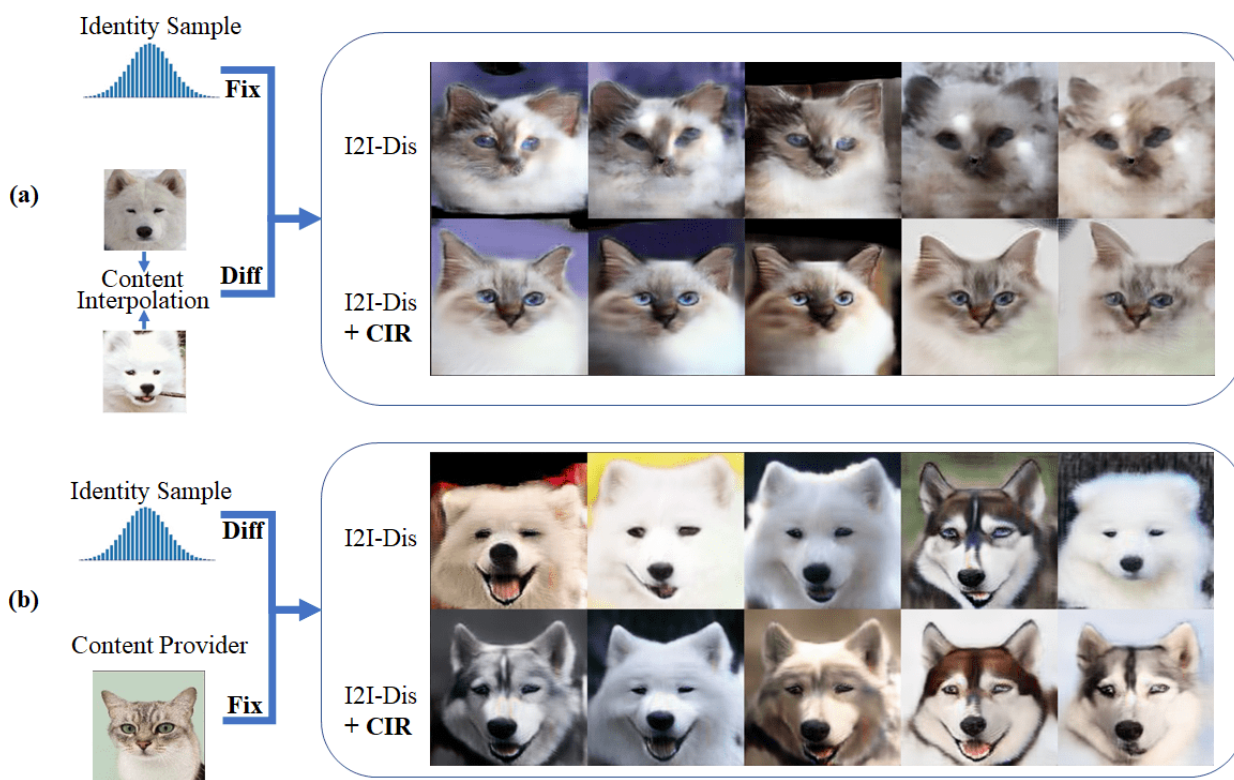 Identity Sample
Fix
(a)
Content
Interpolation
Diff
I2I-Dis
I2I-Dis
+ CIR
Identity Sample
Diff
(b)
Content Provider
Fix
I2I-Dis
I2I-Dis
+ CIR